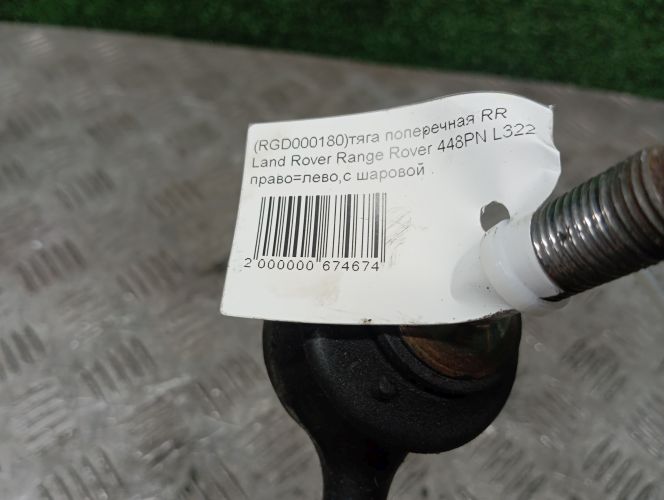 (RGD000180)тяга поперечная RR
Land Rover Range Rover 448PN L322
право=лево,с шаровой
2 000000 674674